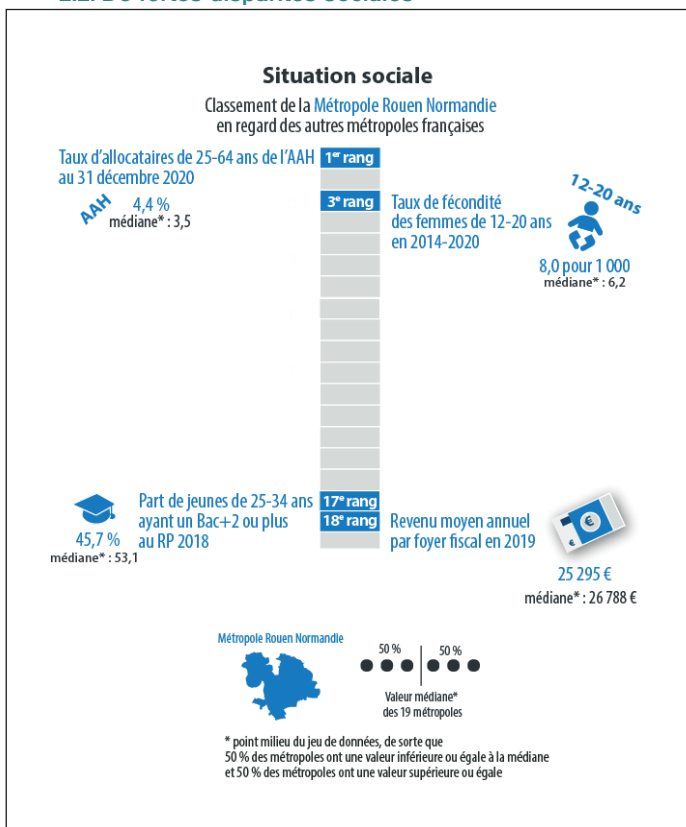 2.2. De fortes disparités sociales
Situation sociale
Classement de la Métropole Rouen Normandie
en regard des autres métropoles françaises
Taux d'allocataires de 25-64 ans de l'AAH
au 31 décembre 2020
AAH
4,4 %
médiane* : 3,5
1er rang
3e rang
Taux de fécondité
des femmes de 12-20 ans
en 2014-2020
12-20 ans
8,0 pour 1 000
médiane* : 6,2
Part de jeunes de 25-34 ans
ayant un Bac+2 ou plus
au RP 2018
45,7 %
médiane* : 53,1
17e rang
18e rang
Revenu moyen annuel
par foyer fiscal en 2019
€
€
25 295 €
médiane* : 26 788 €
Métropole Rouen Normandie
50 % 50 %
Valeur médiane*
des 19 métropoles
* point milieu du jeu de données, de sorte que
50 % des métropoles ont une valeur inférieure ou égale à la médiane
et 50 % des métropoles ont une valeur supérieure ou égale